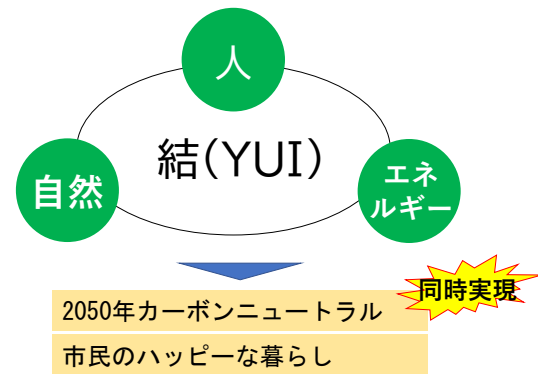 人
結(YUI)
自然
エネ
ルギー
同時実現
2050年カーボンニュートラル
市民のハッピーな暮らし